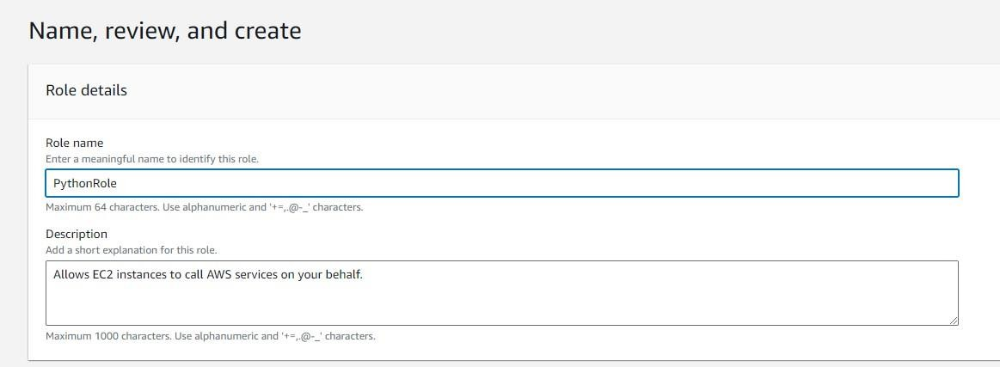 Name, review, and create
Role details
Role name
Enter a meaningful name to identify this role.
PythonRole
Maximum 64 characters. Use alphanumeric and '+=,.@-_' characters.
Description
Add a short explanation for this role.
Allows EC2 instances to call AWS services on your behalf.
Maximum 1000 characters. Use alphanumeric and '+=,.@-_' characters.